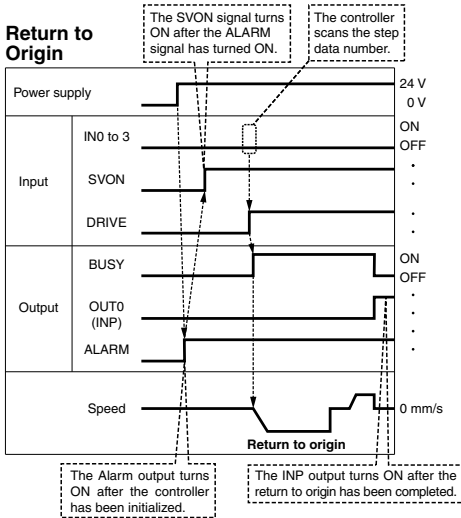 Return to
Origin
The SVON signal turns
ON after the ALARM
signal has turned ON.
The controller
scans the step
data number.
Power supply
24 V
0 V
Input
IN0 to 3
ON
OFF
SVON
DRIVE
Output
BUSY
ON
OFF
OUT0
(INP)
ALARM
Speed
0 mm/s
Return to origin
The Alarm output turns
ON after the controller
has been initialized.
The INP output turns ON after the
return to origin has been completed.